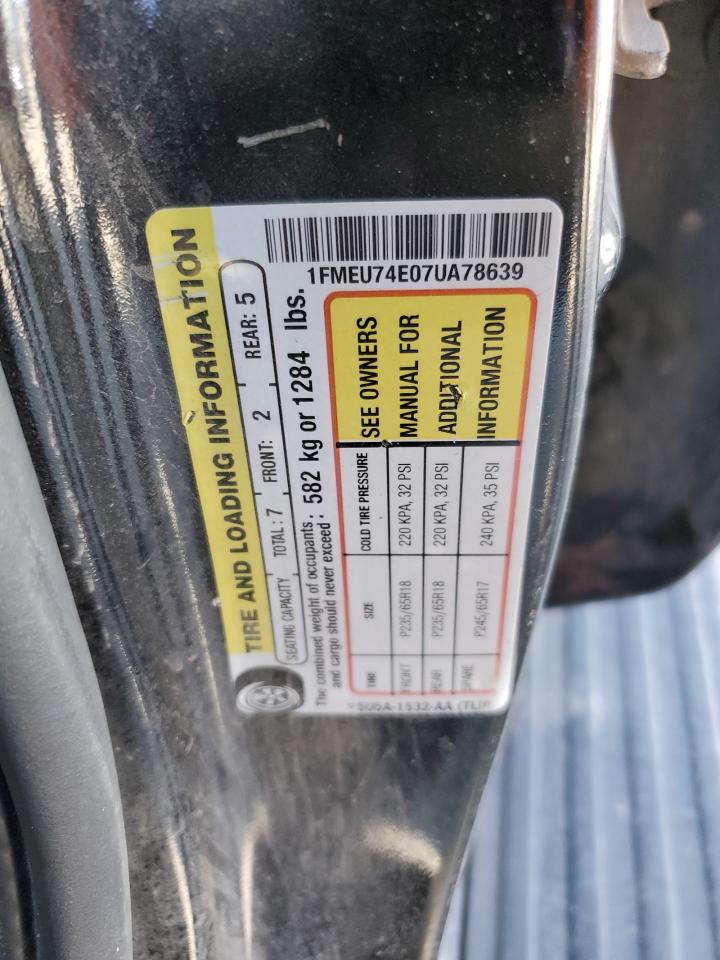 TIRE AND LOADING INFORMATION
SEATING CAPACITY TOTAL: 7 FRONT: 2 REAR: 5
The combined weight of occupants : 582 kg or 1284 lbs.
and cargo should never exceed :
TIRE SIZE COLD TIRE PRESSURE
FRONT P235/65R18 220 KPA, 32 PSI
REAR P235/65R18 220 KPA, 32 PSI
SPARE P245/65R17 240 KPA, 35 PSI
SEE OWNERS
MANUAL FOR
ADDITIONAL
INFORMATION
1FMEU74E07UA78639